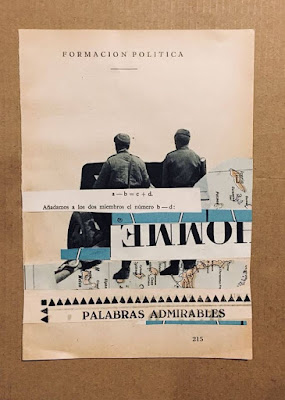 FORMACION POLITICA
a — b = c + d.
Añadamos a los dos miembros el número b — d:
HOMME
PALABRAS ADMIRABLES
215